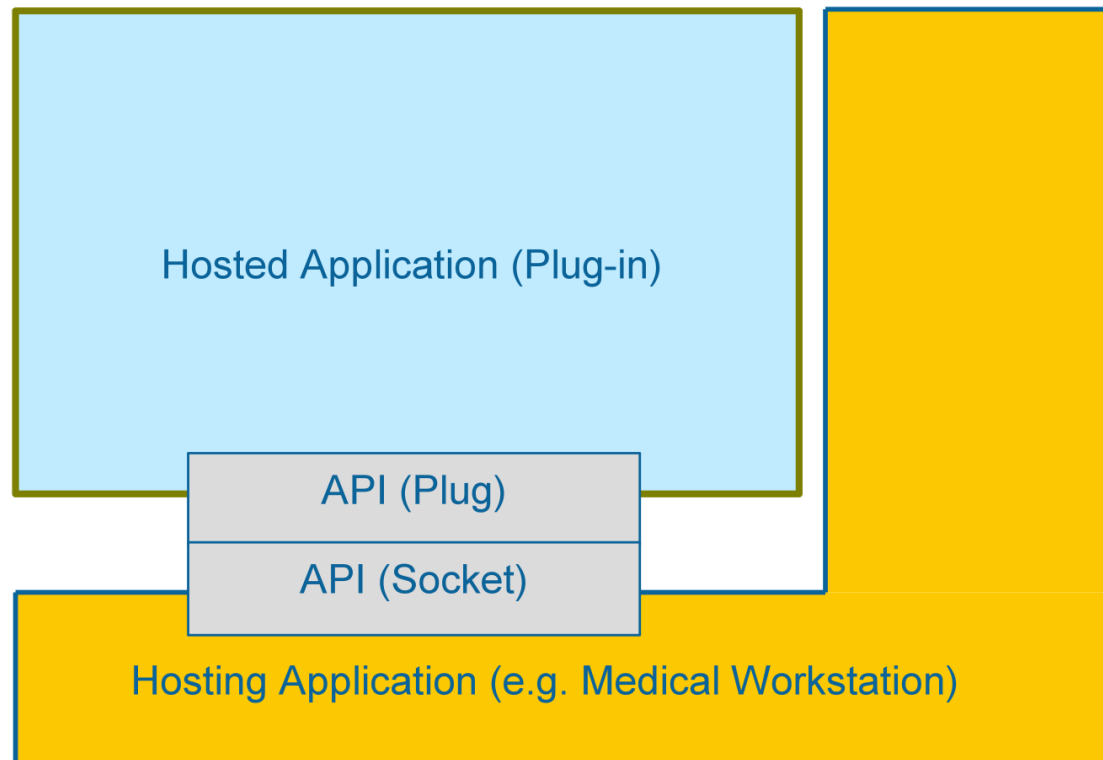 Hosted Application (Plug-in)
API (Plug)
API (Socket)
Hosting Application (e.g. Medical Workstation)